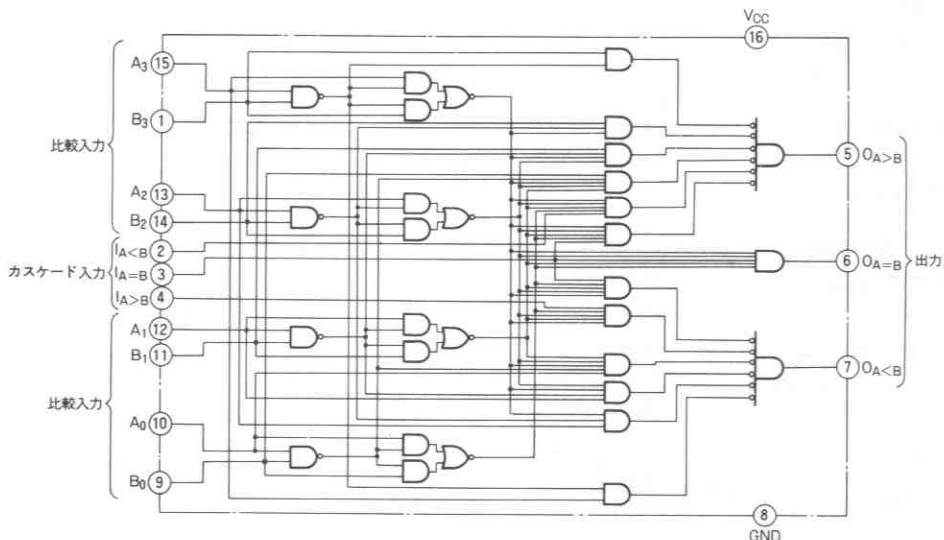 VCC
16
A3 15
B3 1
比較入力
A2 13
B2 14
IA<B 2
カスケード入力 IA=B 3
IA>B 4
A1 12
B1 11
比較入力
A0 10
B0 9
5 OA>B
6 OA=B 出力
7 OA<B
8
GND